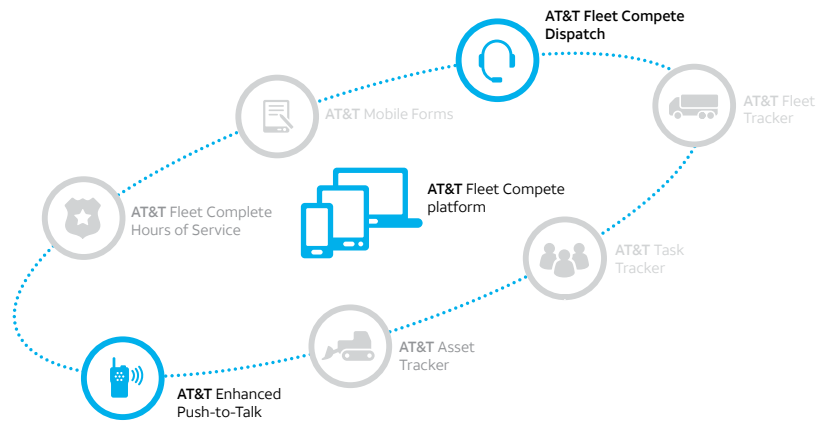 AT&T Fleet Compete
Dispatch
AT&T Fleet
Tracker
AT&T Mobile Forms
AT&T Fleet Compete
platform
AT&T Fleet Complete
Hours of Service
AT&T Task
Tracker
AT&T Asset
Tracker
AT&T Enhanced
Push-to-Talk